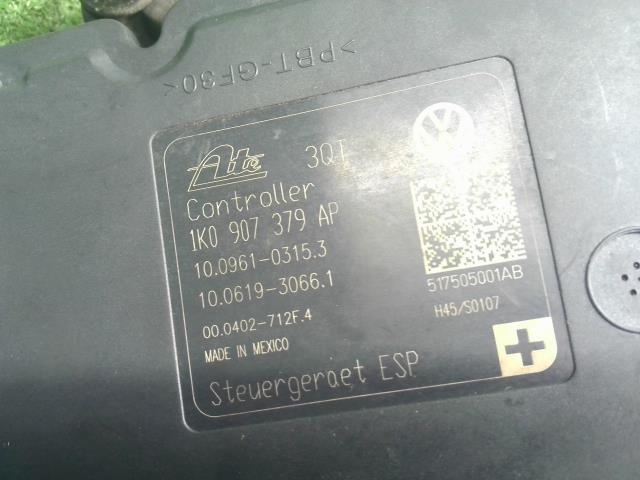 >PBT-GF30<
Ate 3QT
Controller
1K0 907 379 AP
10.0961-0315.3
10.0619-3066.1
00.0402-712F.4
MADE IN MEXICO
Steuergeraet ESP
517505001AB
H45/S0107